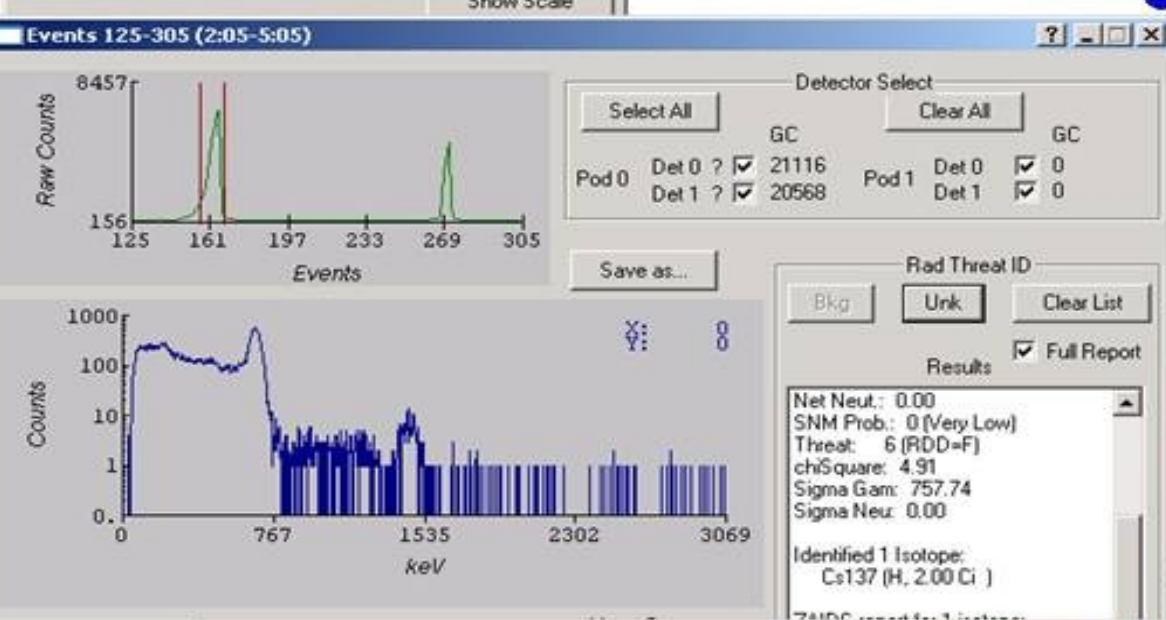 Show Scale
Events 125-305 (2:05-5:05)
8457
Raw Counts
156
125 161 197 233 269 305
Events
Detector Select
Select All
Clear All
GC
GC
Pod 0
Det 0 ? 21116
Det 1 ? 20568
Pod 1
Det 0 0
Det 1 0
Save as...
Rad Threat ID
Bkg
Unk
Clear List
Full Report
Results
Net Neut.: 0.00
SNM Prob.: 0 (Very Low)
Threat: 6 (RDD=F)
chiSquare: 4.91
Sigma Gam: 757.74
Sigma Neu: 0.00
Identified 1 Isotope:
Cs137 (H, 2.00 Ci )
1000
100
10
1
0.
Counts
X: 0
Y: 0
0 767 1535 2302 3069
keV